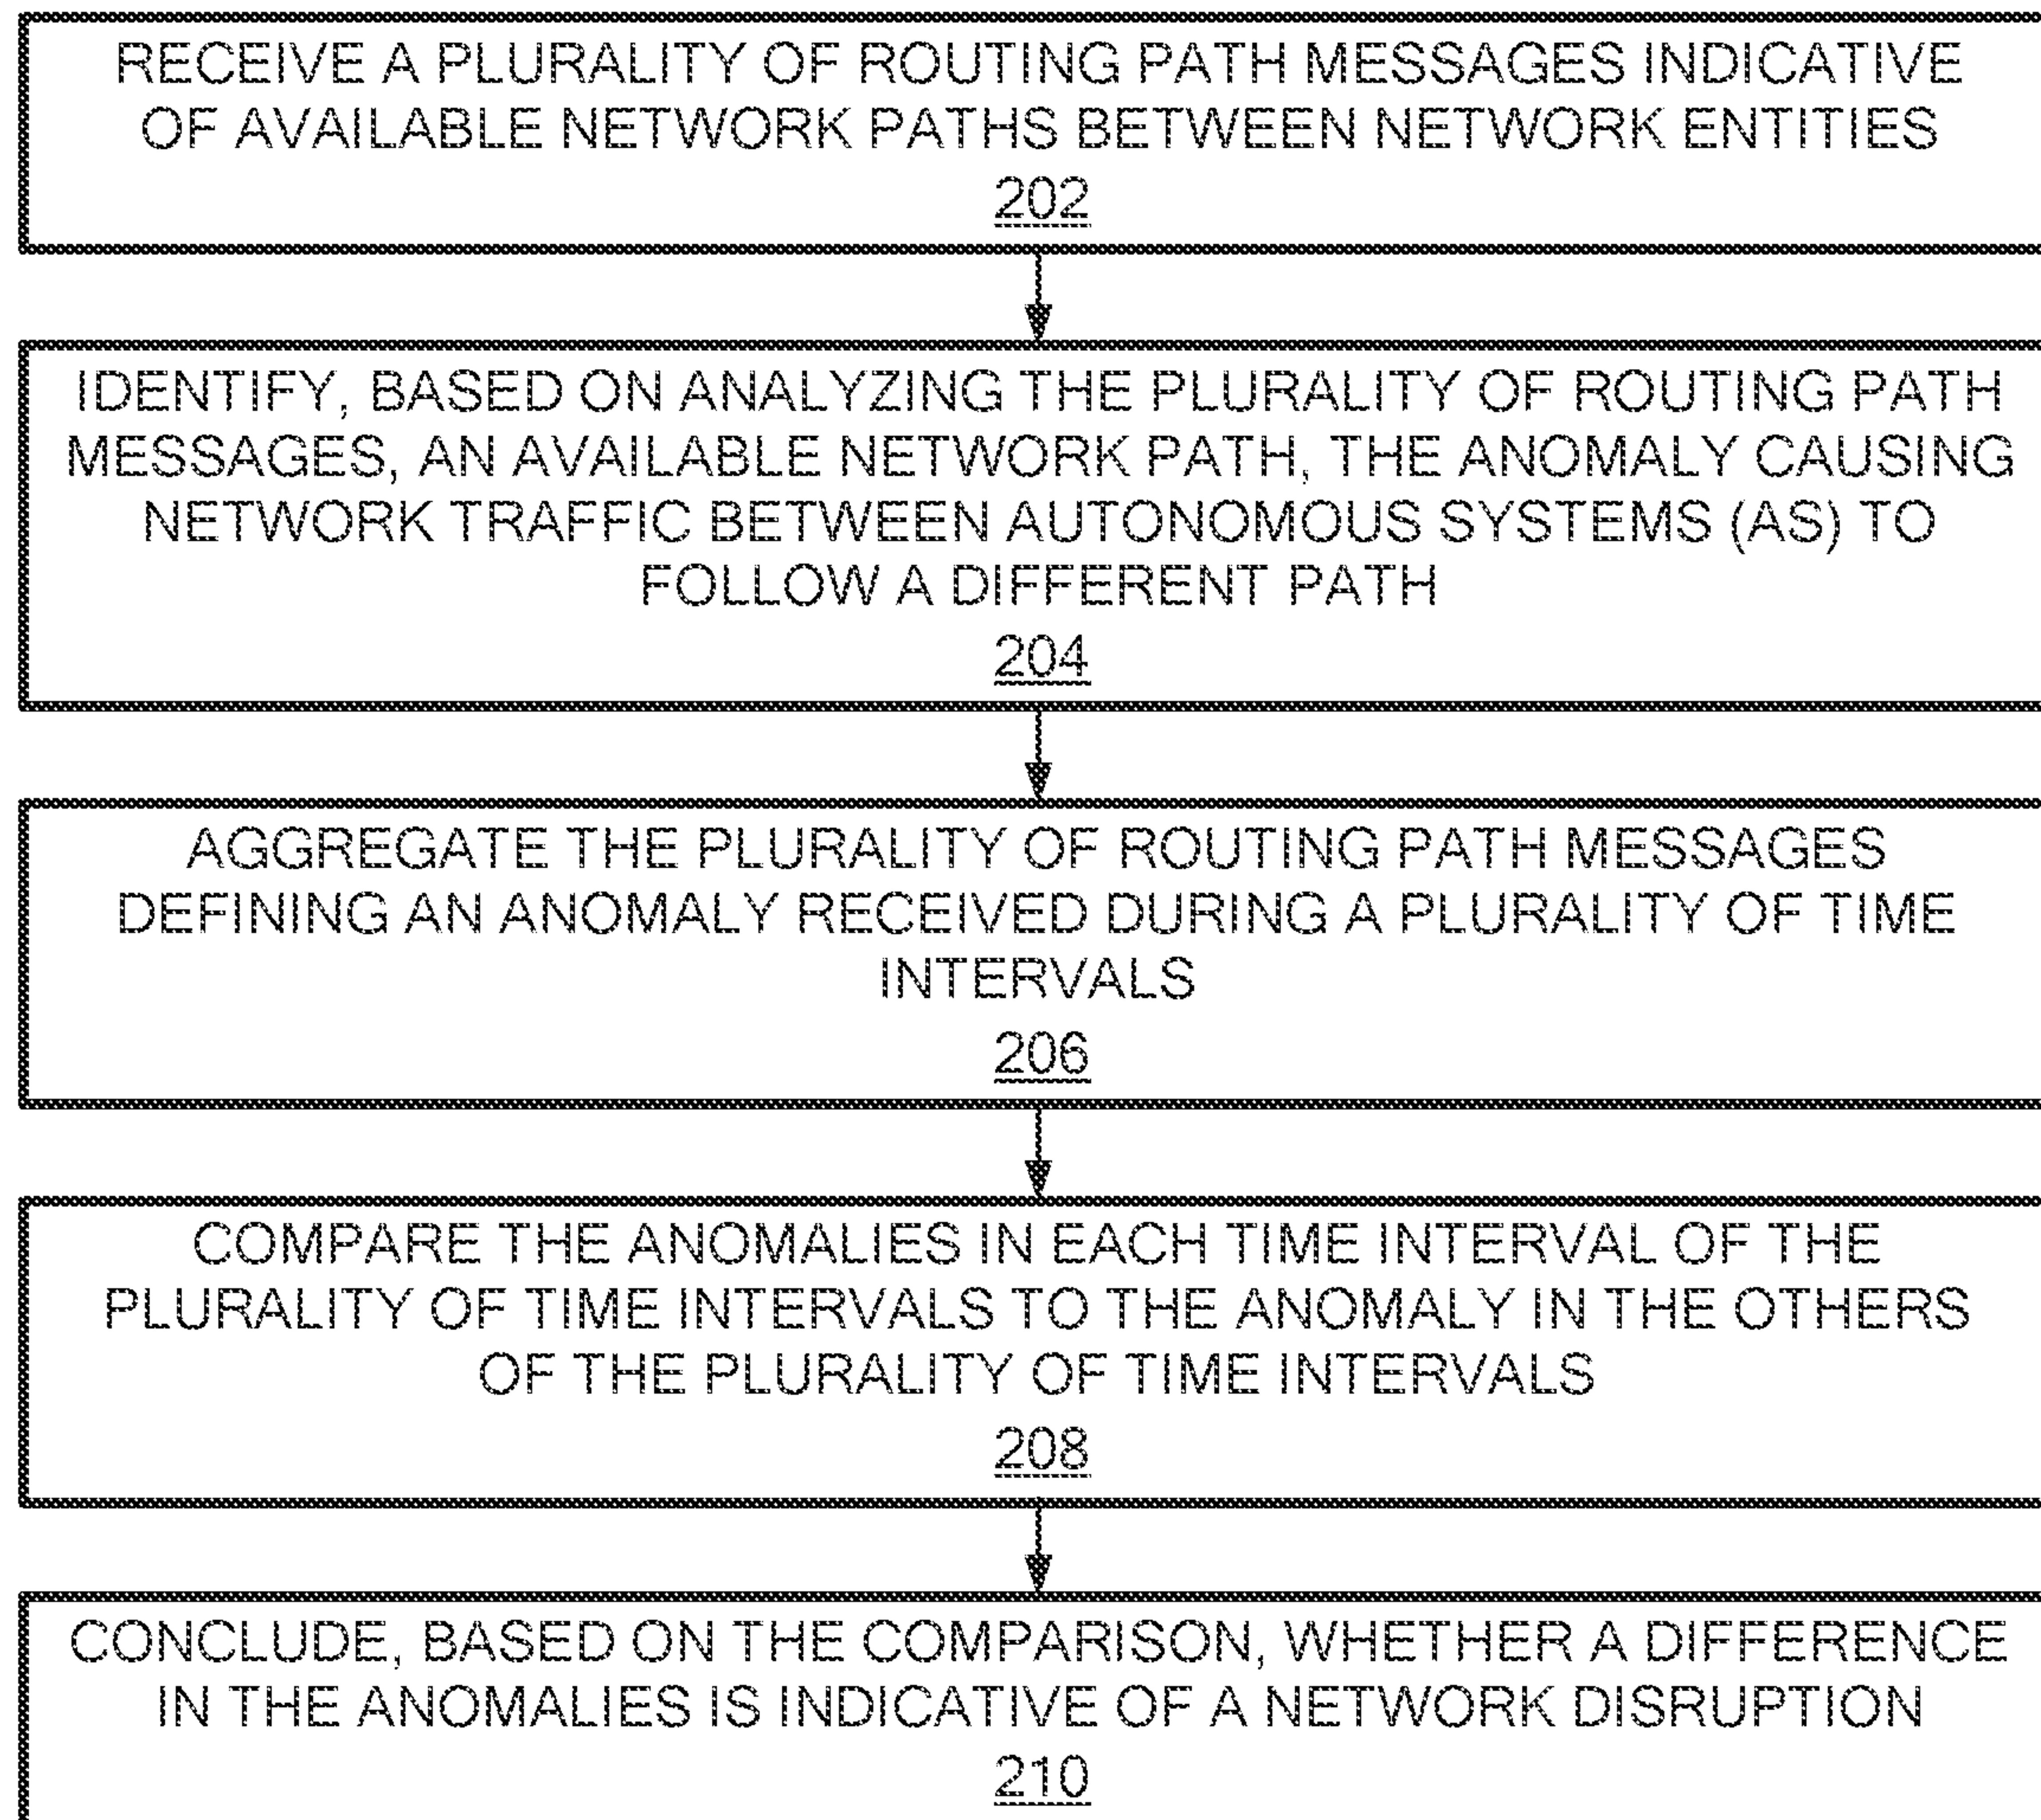 RECEIVE A PLURALITY OF ROUTING PATH MESSAGES INDICATIVE
OF AVAILABLE NETWORK PATHS BETWEEN NETWORK ENTITIES
202
IDENTIFY, BASED ON ANALYZING THE PLURALITY OF ROUTING PATH
MESSAGES, AN AVAILABLE NETWORK PATH, THE ANOMALY CAUSING
NETWORK TRAFFIC BETWEEN AUTONOMOUS SYSTEMS (AS) TO
FOLLOW A DIFFERENT PATH
204
AGGREGATE THE PLURALITY OF ROUTING PATH MESSAGES
DEFINING AN ANOMALY RECEIVED DURING A PLURALITY OF TIME
INTERVALS
206
COMPARE THE ANOMALIES IN EACH TIME INTERVAL OF THE
PLURALITY OF TIME INTERVALS TO THE ANOMALY IN THE OTHERS
OF THE PLURALITY OF TIME INTERVALS
208
CONCLUDE, BASED ON THE COMPARISON, WHETHER A DIFFERENCE
IN THE ANOMALIES IS INDICATIVE OF A NETWORK DISRUPTION
210